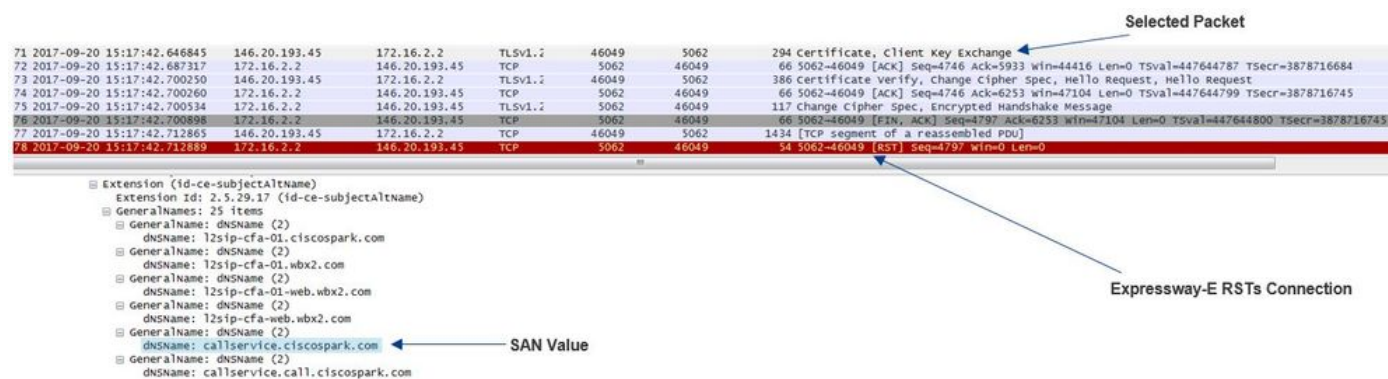 Selected Packet
71 2017-09-20 15:17:42.646845 146.20.193.45 172.16.2.2 TLSv1.2 46049 5062 294 Certificate, Client Key Exchange
72 2017-09-20 15:17:42.687317 172.16.2.2 146.20.193.45 TCP 5062 46049 66 5062→46049 [ACK] Seq=4746 Ack=5933 Win=44416 Len=0 TSval=447644787 TSecr=3878716684
73 2017-09-20 15:17:42.700250 146.20.193.45 172.16.2.2 TLSv1.2 46049 5062 386 Certificate Verify, Change Cipher Spec, Hello Request, Hello Request
74 2017-09-20 15:17:42.700260 172.16.2.2 146.20.193.45 TCP 5062 46049 66 5062→46049 [ACK] Seq=4746 Ack=6253 Win=47104 Len=0 TSval=447644799 TSecr=3878716745
75 2017-09-20 15:17:42.700534 172.16.2.2 146.20.193.45 TLSv1.2 5062 46049 117 Change Cipher Spec, Encrypted Handshake Message
76 2017-09-20 15:17:42.700898 172.16.2.2 146.20.193.45 TCP 5062 46049 66 5062→46049 [FIN, ACK] Seq=4797 Ack=6253 Win=47104 Len=0 TSval=447644800 TSecr=3878716745
77 2017-09-20 15:17:42.712865 146.20.193.45 172.16.2.2 TCP 46049 5062 1434 [TCP segment of a reassembled PDU]
78 2017-09-20 15:17:42.712889 172.16.2.2 146.20.193.45 TCP 5062 46049 54 5062→46049 [RST] Seq=4797 Win=0 Len=0
Extension (id-ce-subjectAltName)
Extension Id: 2.5.29.17 (id-ce-subjectAltName)
GeneralNames: 25 items
GeneralName: dNSName (2)
dNSName: l2sip-cfa-01.ciscospark.com
GeneralName: dNSName (2)
dNSName: l2sip-cfa-01.wbx2.com
GeneralName: dNSName (2)
dNSName: l2sip-cfa-01-web.wbx2.com
GeneralName: dNSName (2)
dNSName: l2sip-cfa-web.wbx2.com
GeneralName: dNSName (2)
dNSName: callservice.ciscospark.com
GeneralName: dNSName (2)
dNSName: callservice.call.ciscospark.com
SAN Value
Expressway-E RSTs Connection